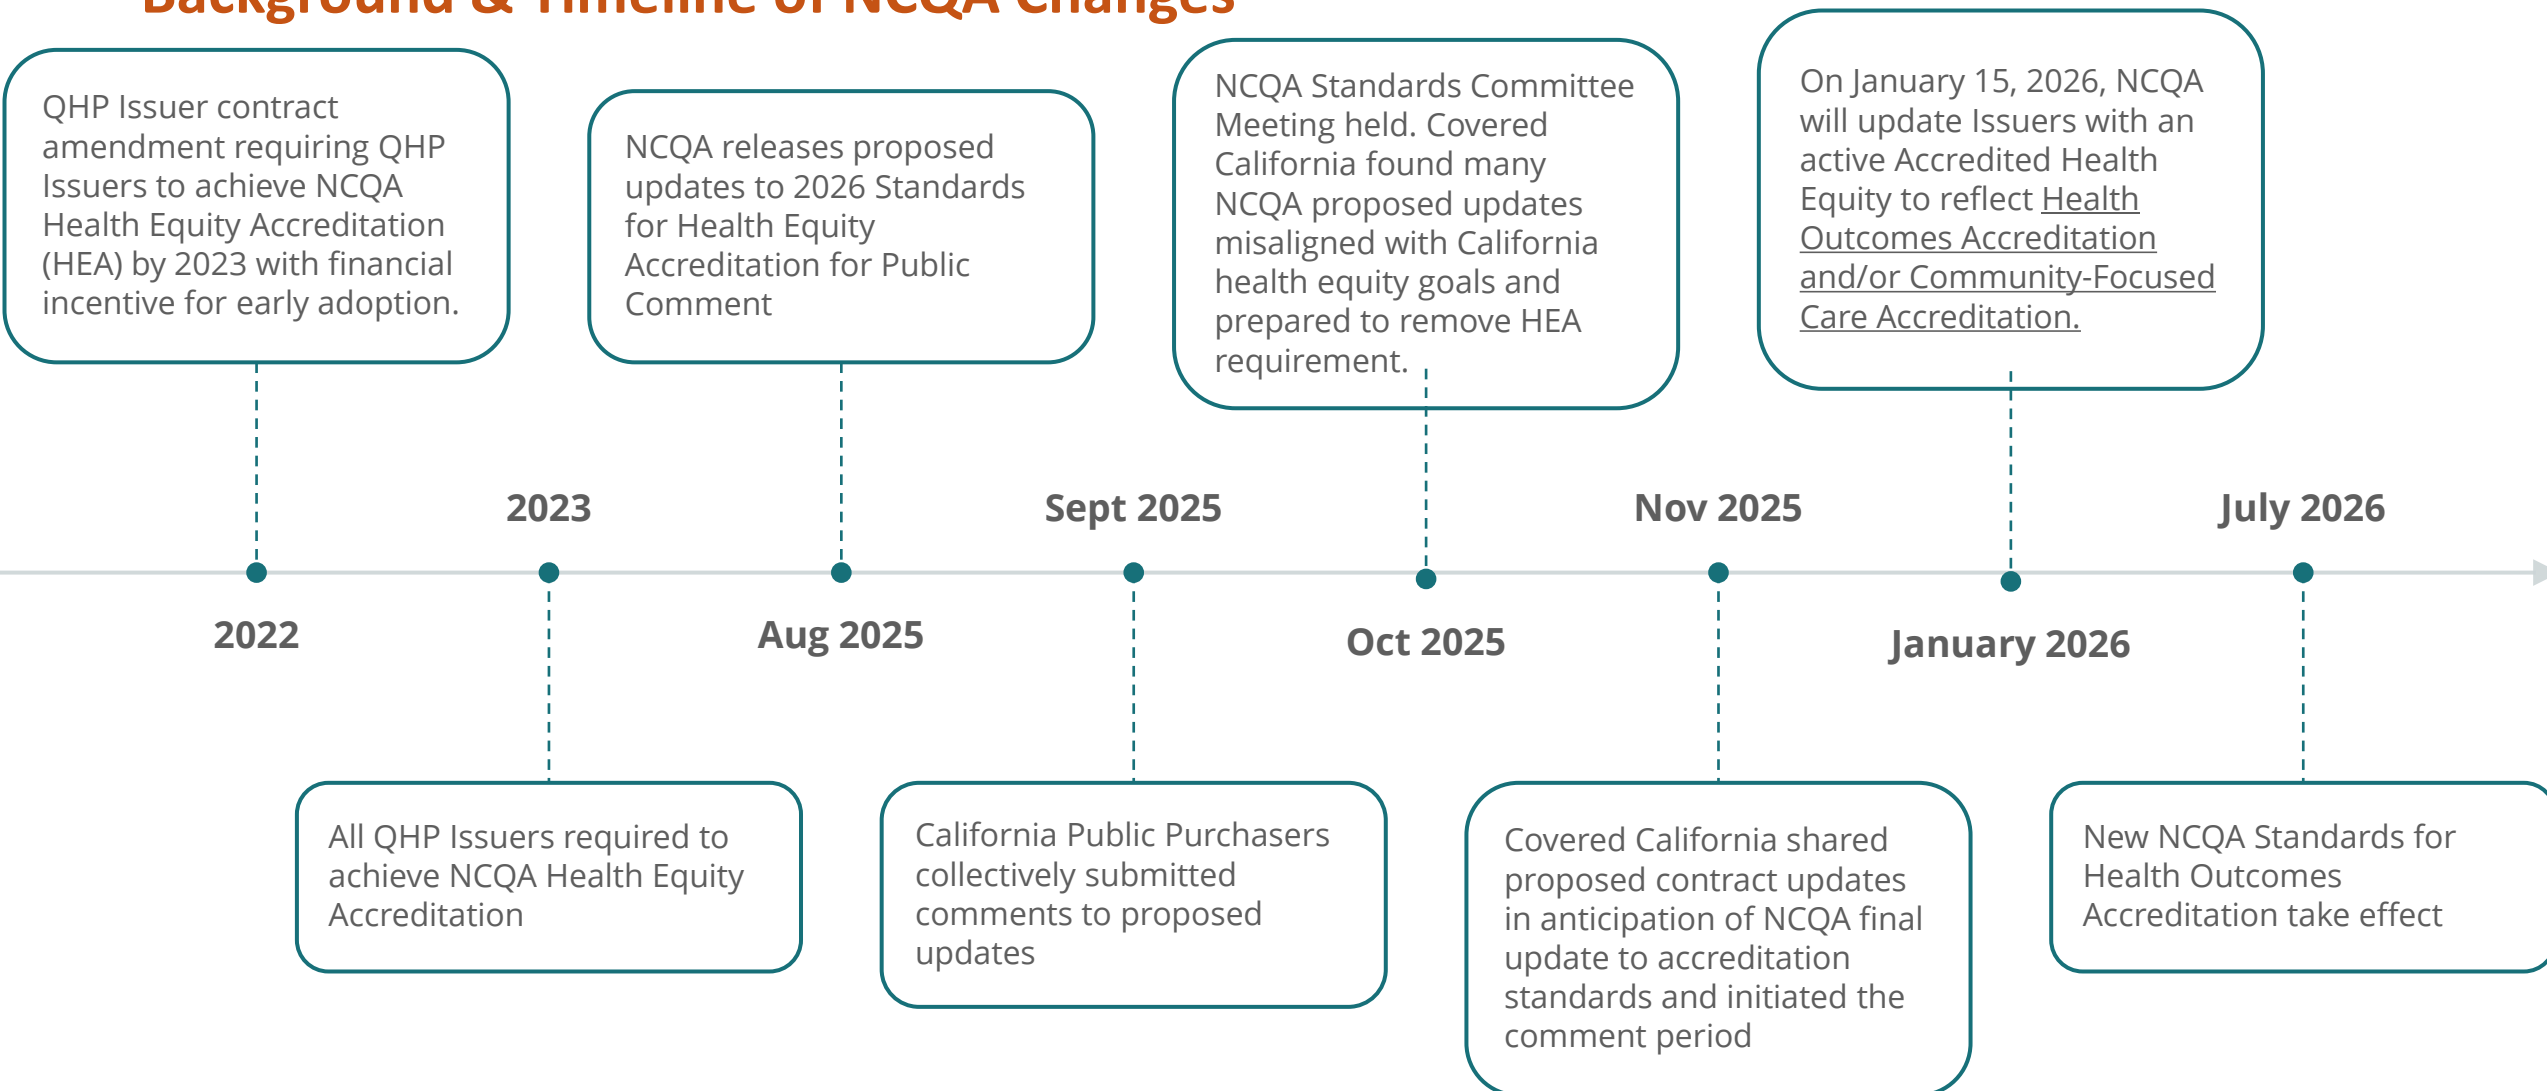 Background & Timeline of NCQA Changes
QHP Issuer contract
amendment requiring QHP
Issuers to achieve NCQA
Health Equity Accreditation
(HEA) by 2023 with financial
incentive for early adoption.
NCQA releases proposed
updates to 2026 Standards
for Health Equity
Accreditation for Public
Comment
NCQA Standards Committee
Meeting held. Covered
California found many
NCQA proposed updates
misaligned with California
health equity goals and
prepared to remove HEA
requirement.
On January 15, 2026, NCQA
will update Issuers with an
active Accredited Health
Equity to reflect Health
Outcomes Accreditation
and/or Community-Focused
Care Accreditation.
2023
Sept 2025
Nov 2025
July 2026
2022
Aug 2025
Oct 2025
January 2026
All QHP Issuers required to
achieve NCQA Health Equity
Accreditation
California Public Purchasers
collectively submitted
comments to proposed
updates
Covered California shared
proposed contract updates
in anticipation of NCQA final
update to accreditation
standards and initiated the
comment period
New NCQA Standards for
Health Outcomes
Accreditation take effect